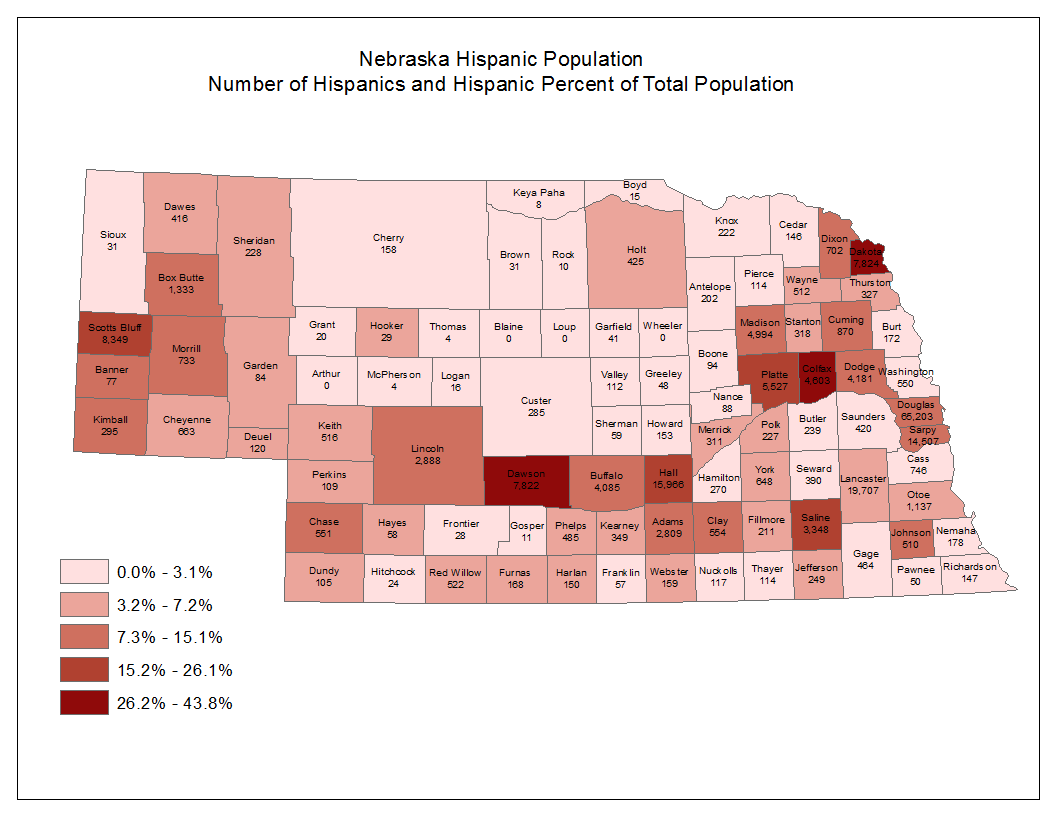 Nebraska Hispanic Population
Number of Hispanics and Hispanic Percent of Total Population
Sioux
31
Dawes
416
Sheridan
228
Box Butte
1,333
Cherry
158
Keya Paha
8
Boyd
15
Brown
31
Rock
10
Holt
425
Knox
222
Cedar
146
Dixon
702
Dakota
7,824
Antelope
202
Pierce
114
Wayne
512
Thurston
327
Scotts Bluff
8,349
Morrill
733
Banner
77
Kimball
295
Cheyenne
663
Garden
84
Deuel
120
Grant
20
Hooker
29
Thomas
4
Blaine
0
Loup
0
Garfield
41
Wheeler
0
Madison
4,994
Stanton
318
Cuming
870
Burt
172
Arthur
0
McPherson
4
Logan
16
Custer
285
Valley
112
Greeley
48
Boone
94
Platte
5,527
Colfax
4,603
Dodge
4,181
Washington
550
Nance
88
Keith
516
Lincoln
2,888
Sherman
59
Howard
153
Merrick
311
Polk
227
Butler
239
Saunders
420
Douglas
65,203
Sarpy
14,507
Perkins
109
Dawson
7,822
Buffalo
4,085
Hall
15,966
Hamilton
270
York
648
Seward
390
Lancaster
19,707
Cass
746
Otoe
1,137
Chase
551
Hayes
58
Frontier
28
Gosper
11
Phelps
485
Kearney
349
Adams
2,809
Clay
554
Fillmore
211
Saline
3,348
Gage
464
Johnson
510
Nemaha
178
Dundy
105
Hitchcock
24
Red Willow
522
Furnas
168
Harlan
150
Franklin
57
Webster
159
Nuckolls
117
Thayer
114
Jefferson
249
Pawnee
50
Richardson
147
0.0% - 3.1%
3.2% - 7.2%
7.3% - 15.1%
15.2% - 26.1%
26.2% - 43.8%